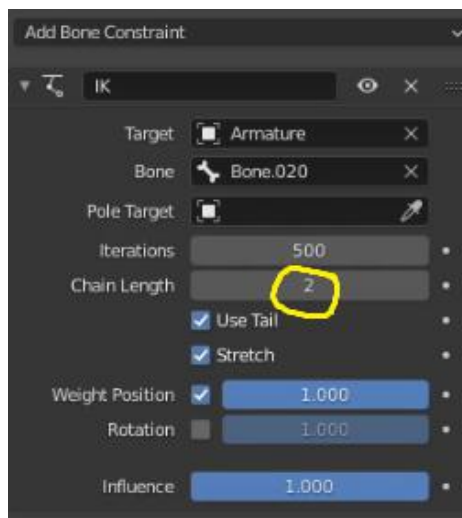 Add Bone Constraint
IK
Target Armature
Bone Bone.020
Pole Target
Iterations 500
Chain Length 2
Use Tail
Stretch
Weight Position 1.000
Rotation 1.000
Influence 1.000